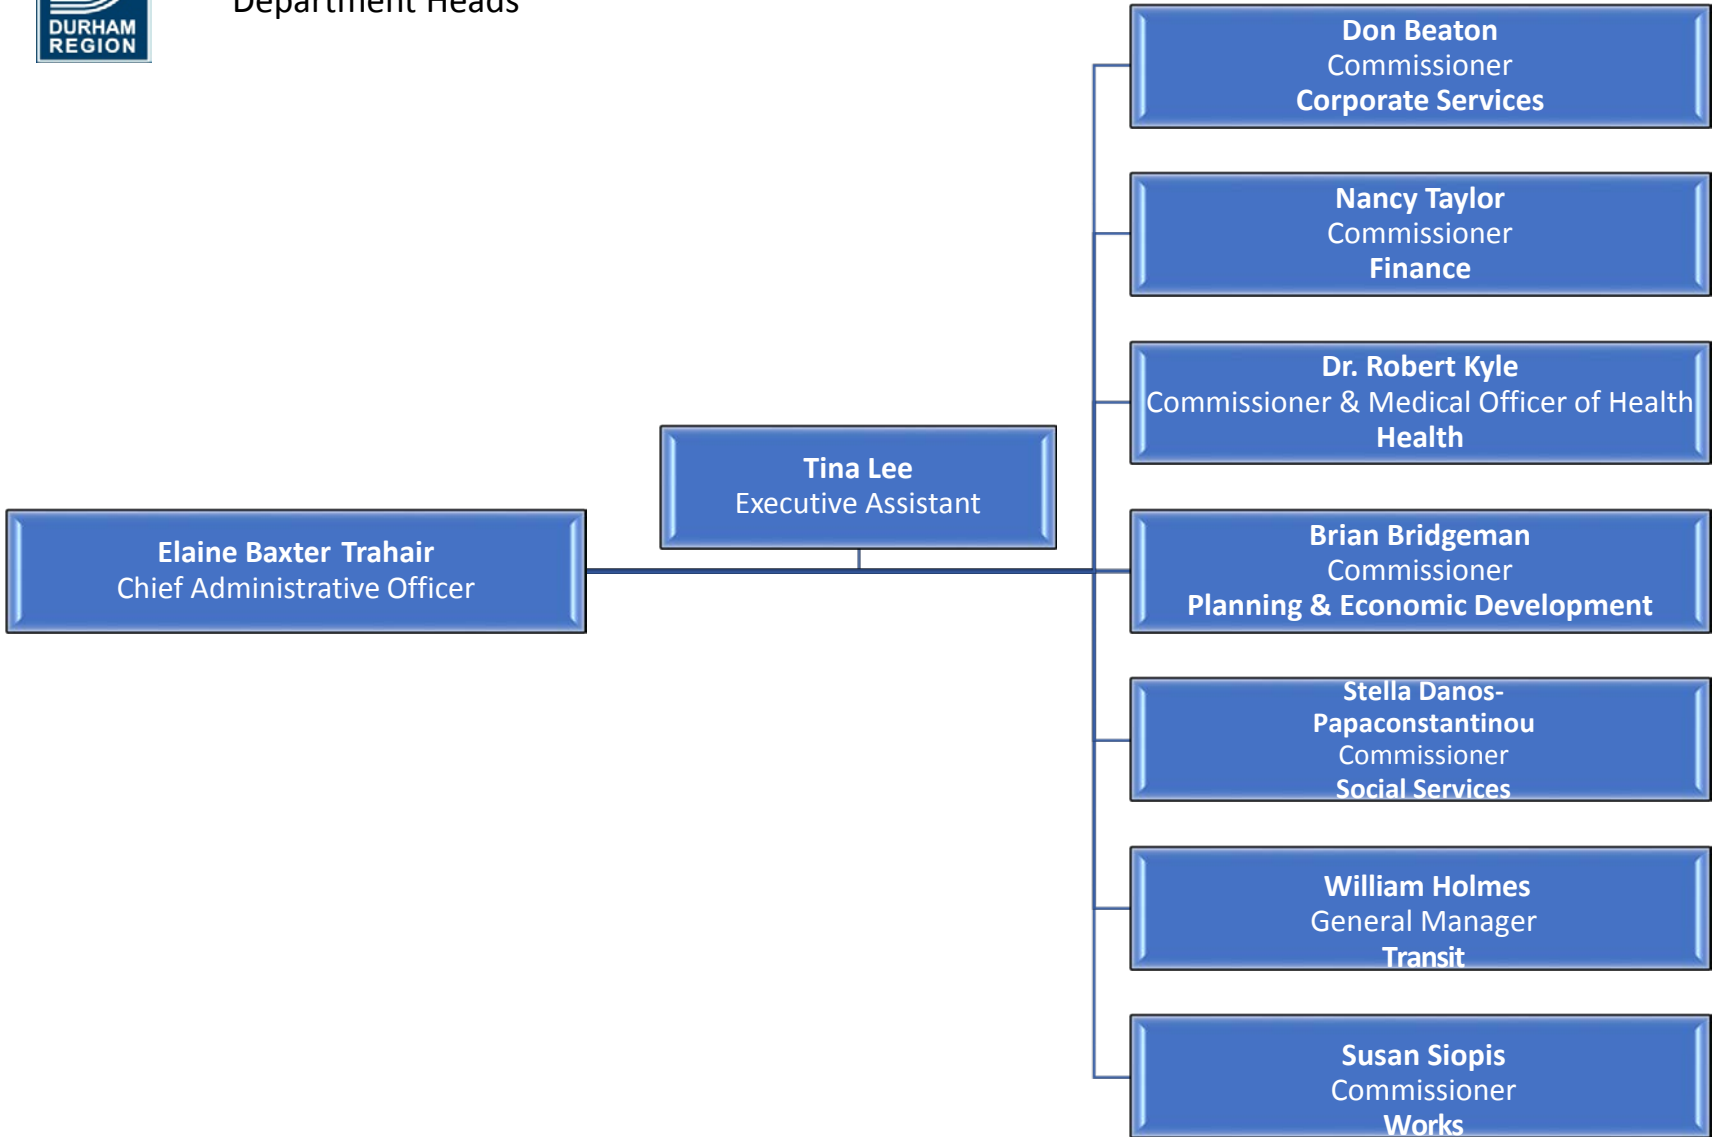 DURHAM
REGION
Department Heads
Don Beaton
Commissioner
Corporate Services
Nancy Taylor
Commissioner
Finance
Dr. Robert Kyle
Commissioner & Medical Officer of Health
Health
Tina Lee
Executive Assistant
Elaine Baxter Trahair
Chief Administrative Officer
Brian Bridgeman
Commissioner
Planning & Economic Development
Stella Danos-
Papaconstantinou
Commissioner
Social Services
William Holmes
General Manager
Transit
Susan Siopis
Commissioner
Works